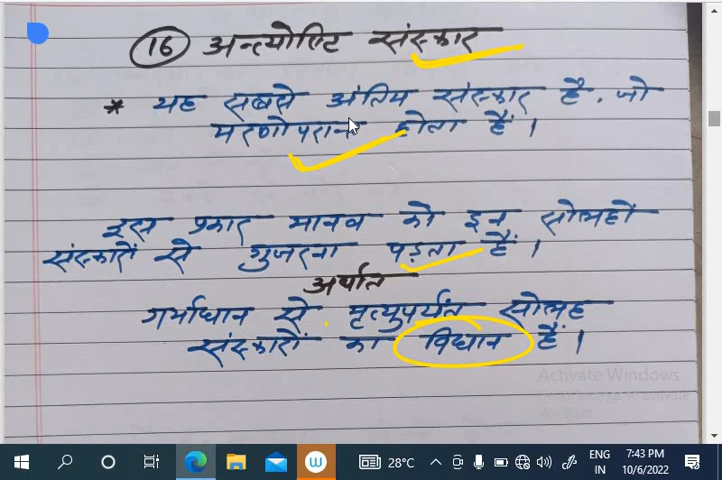 (16) अन्त्योष्टि संस्कार
* यह सबसे अंतिम संस्कार है. जो
मरणोपरान्त होता है।
इस प्रकार मानव को इन सोलहों
संस्कारों से गुजरना पड़ता हैं।
अर्थात
गर्भाधान से मृत्युपर्यंत सोलह
संस्कारों का विधान हैं।
Activate Windows
28°C
ENG
7:43 PM
IN
10/6/2022